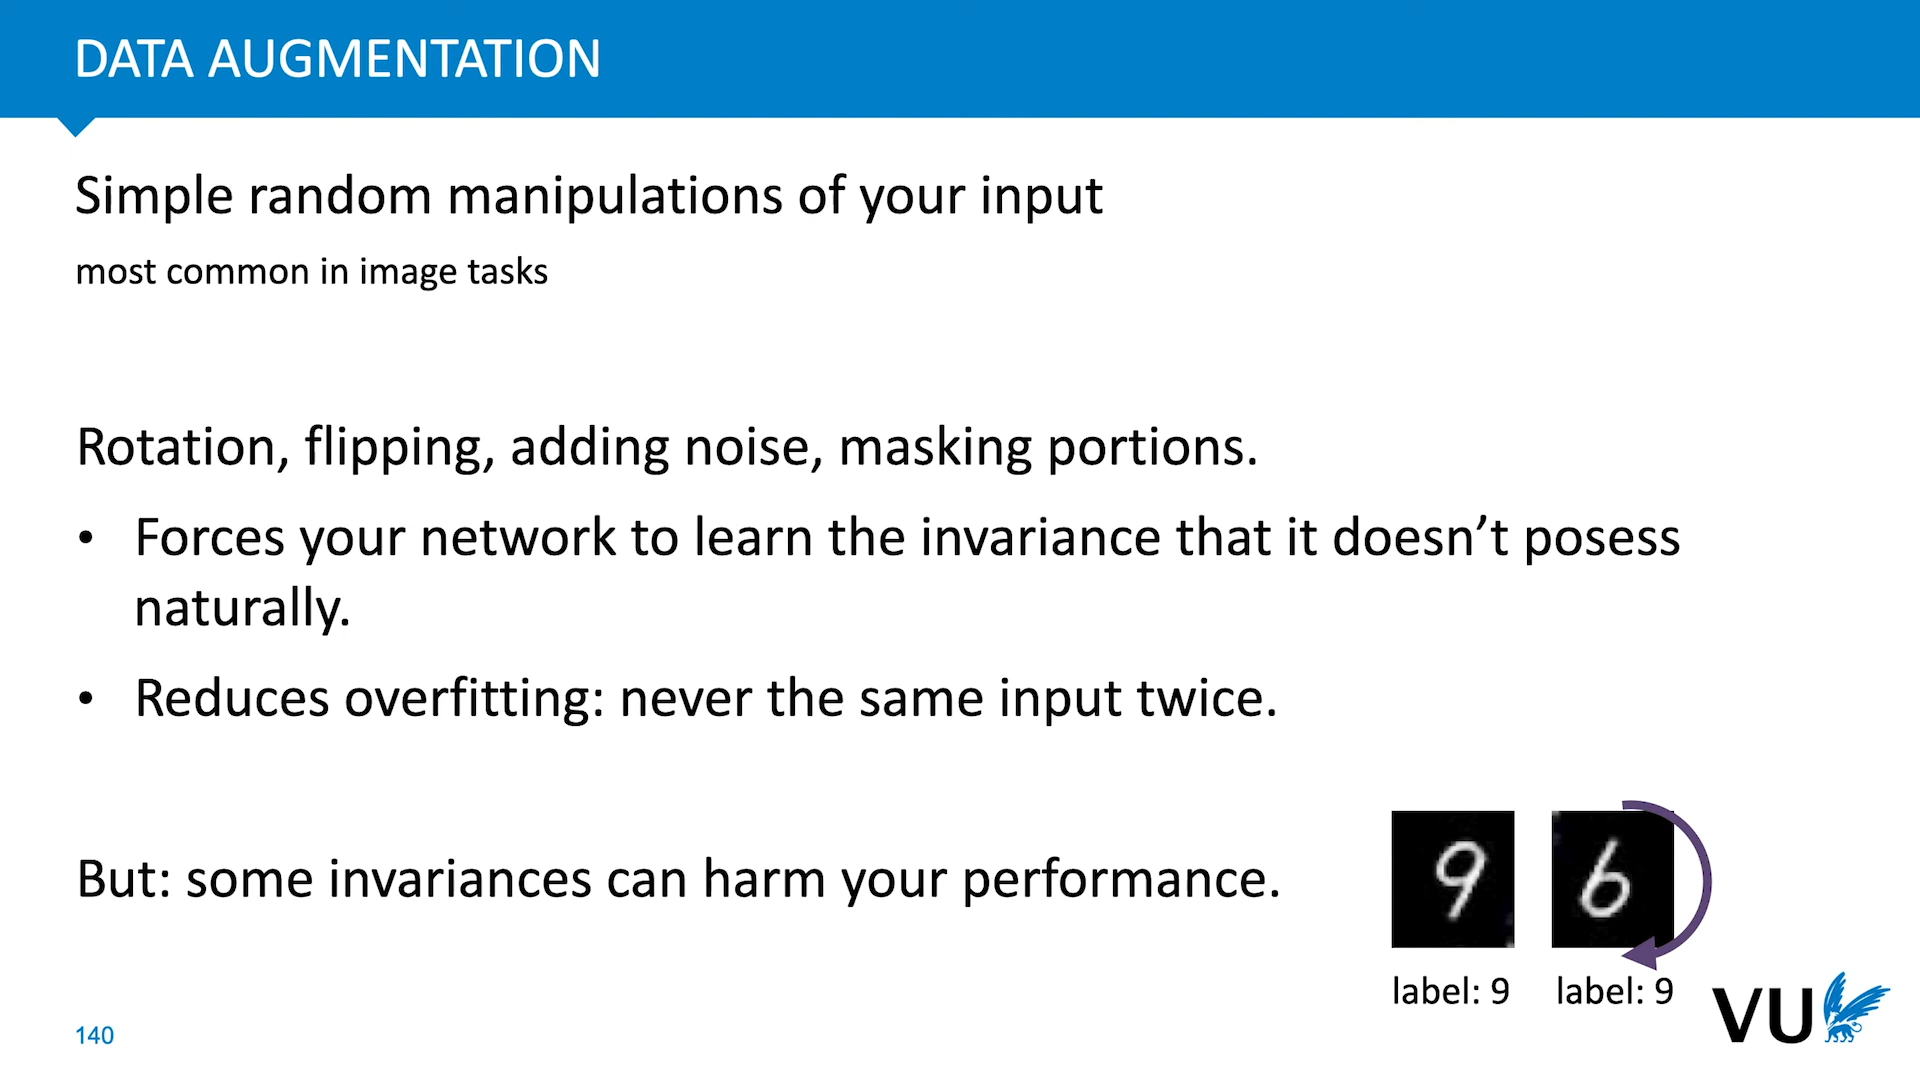 DATA AUGMENTATION
Simple random manipulations of your input
most common in image tasks
Rotation, flipping, adding noise, masking portions.
• Forces your network to learn the invariance that it doesn’t posess
naturally.
• Reduces overfitting: never the same input twice.
But: some invariances can harm your performance.
9 6
label: 9 label: 9
VU
140